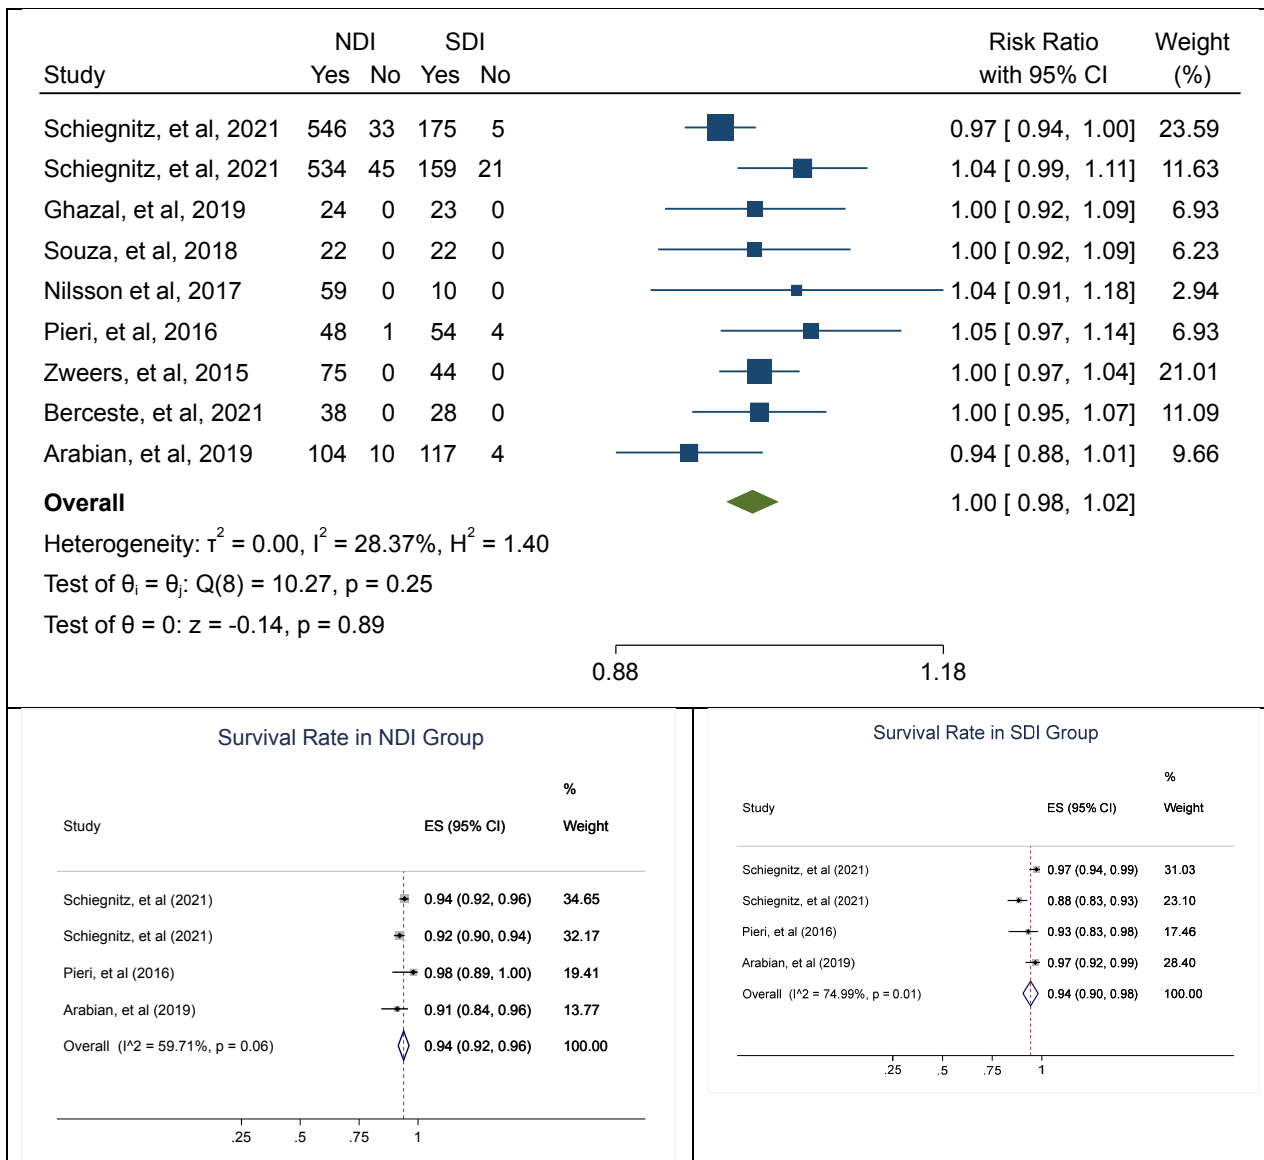 NDI SDI Risk Ratio Weight
Study Yes No Yes No with 95% CI (%)
Schiegnitz, et al, 2021 546 33 175 5 0.97 [ 0.94, 1.00] 23.59
Schiegnitz, et al, 2021 534 45 159 21 1.04 [ 0.99, 1.11] 11.63
Ghazal, et al, 2019 24 0 23 0 1.00 [ 0.92, 1.09] 6.93
Souza, et al, 2018 22 0 22 0 1.00 [ 0.92, 1.09] 6.23
Nilsson et al, 2017 59 0 10 0 1.04 [ 0.91, 1.18] 2.94
Pieri, et al, 2016 48 1 54 4 1.05 [ 0.97, 1.14] 6.93
Zweers, et al, 2015 75 0 44 0 1.00 [ 0.97, 1.04] 21.01
Berceste, et al, 2021 38 0 28 0 1.00 [ 0.95, 1.07] 11.09
Arabian, et al, 2019 104 10 117 4 0.94 [ 0.88, 1.01] 9.66
Overall 1.00 [ 0.98, 1.02]
Heterogeneity: τ² = 0.00, I² = 28.37%, H² = 1.40
Test of θᵢ = θⱼ: Q(8) = 10.27, p = 0.25
Test of θ = 0: z = -0.14, p = 0.89
0.88 1.18
Survival Rate in NDI Group
%
Study ES (95% CI) Weight
Schiegnitz, et al (2021) 0.94 (0.92, 0.96) 34.65
Schiegnitz, et al (2021) 0.92 (0.90, 0.94) 32.17
Pieri, et al (2016) 0.98 (0.89, 1.00) 19.41
Arabian, et al (2019) 0.91 (0.84, 0.96) 13.77
Overall (I^2 = 59.71%, p = 0.06) 0.94 (0.92, 0.96) 100.00
.25 .5 .75 1
Survival Rate in SDI Group
%
Study ES (95% CI) Weight
Schiegnitz, et al (2021) 0.97 (0.94, 0.99) 31.03
Schiegnitz, et al (2021) 0.88 (0.83, 0.93) 23.10
Pieri, et al (2016) 0.93 (0.83, 0.98) 17.46
Arabian, et al (2019) 0.97 (0.92, 0.99) 28.40
Overall (I^2 = 74.99%, p = 0.01) 0.94 (0.90, 0.98) 100.00
.25 .5 .75 1